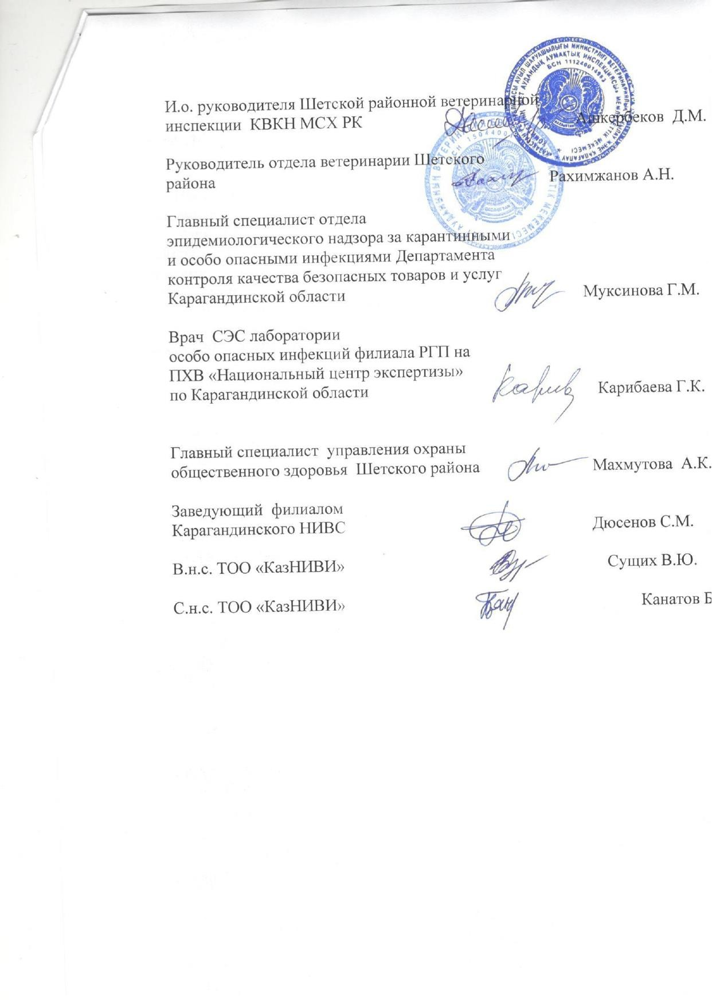 И.о. руководителя Шетской районной ветеринарной
инспекции КВКН МСХ РК Ашкербеков Д.М.
Руководитель отдела ветеринарии Шетского
района Рахимжанов А.Н.
Главный специалист отдела
эпидемиологического надзора за карантинными
и особо опасными инфекциями Департамента
контроля качества безопасных товаров и услуг
Карагандинской области Муксинова Г.М.
Врач СЭС лаборатории
особо опасных инфекций филиала РГП на
ПХВ «Национальный центр экспертизы»
по Карагандинской области Карибаева Г.К.
Главный специалист управления охраны
общественного здоровья Шетского района Махмутова А.К.
Заведующий филиалом
Карагандинского НИВС Дюсенов С.М.
В.н.с. ТОО «КазНИВИ» Сущих В.Ю.
С.н.с. ТОО «КазНИВИ» Канатов Б
БСН 111240014963